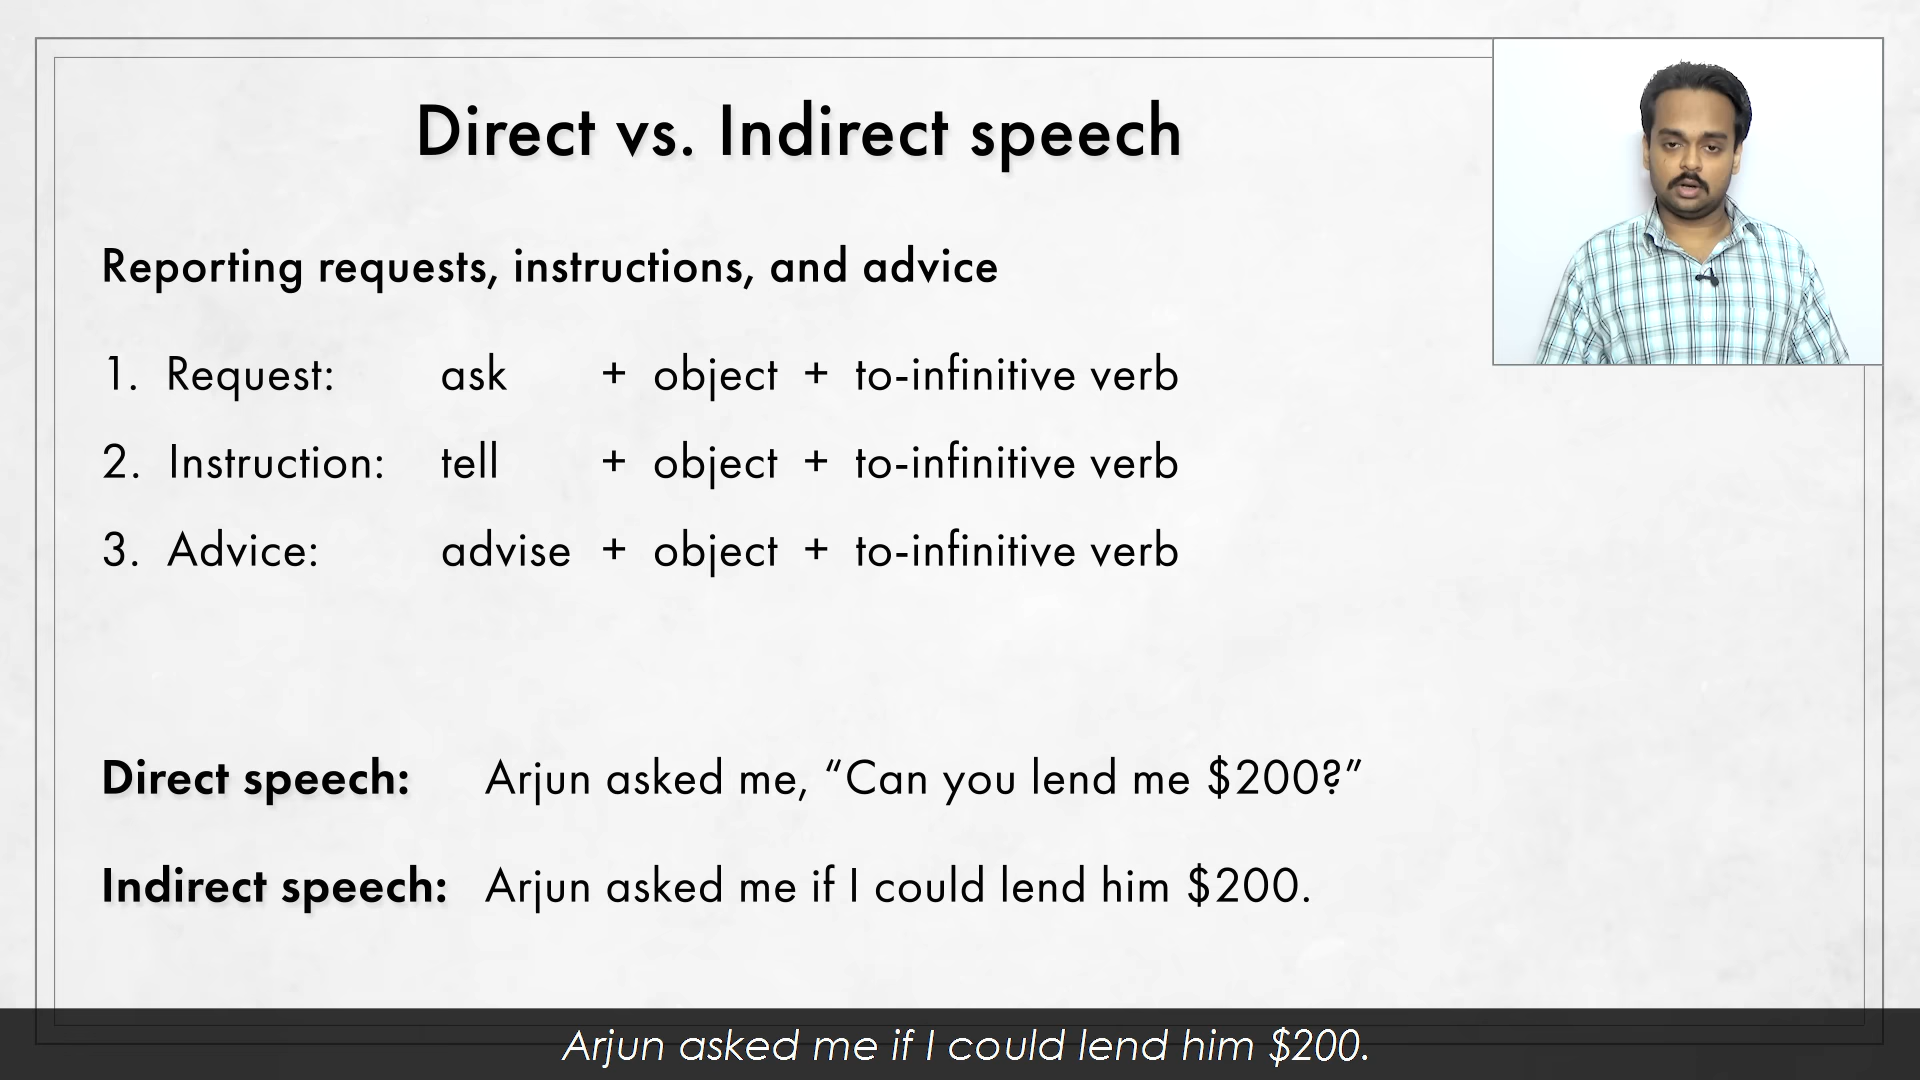 Direct vs. Indirect speech
Reporting requests, instructions, and advice
1. Request: ask + object + to-infinitive verb
2. Instruction: tell + object + to-infinitive verb
3. Advice: advise + object + to-infinitive verb
Direct speech: Arjun asked me, “Can you lend me $200?”
Indirect speech: Arjun asked me if I could lend him $200.
Arjun asked me if I could lend him $200.